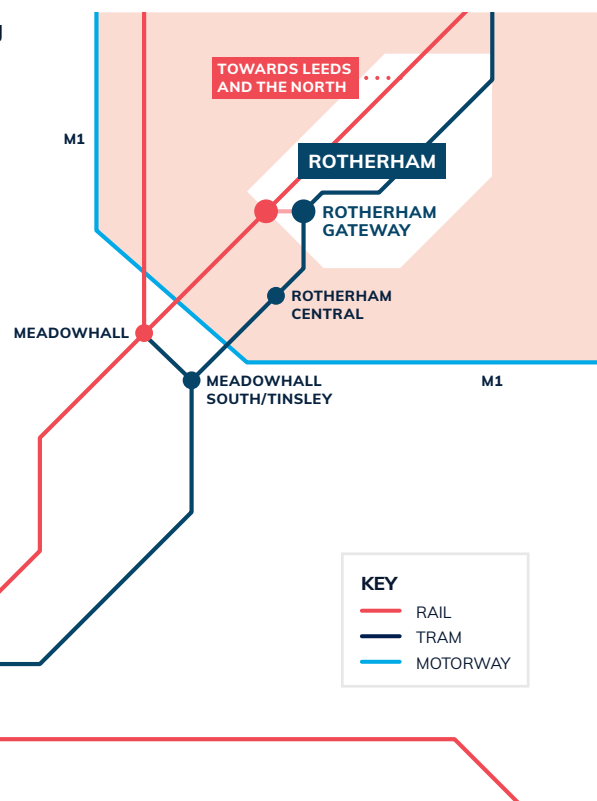 TOWARDS LEEDS
AND THE NORTH
M1
ROTHERHAM
ROTHERHAM
GATEWAY
ROTHERHAM
CENTRAL
MEADOWHALL
MEADOWHALL
SOUTH/TINSLEY
M1
KEY
RAIL
TRAM
MOTORWAY